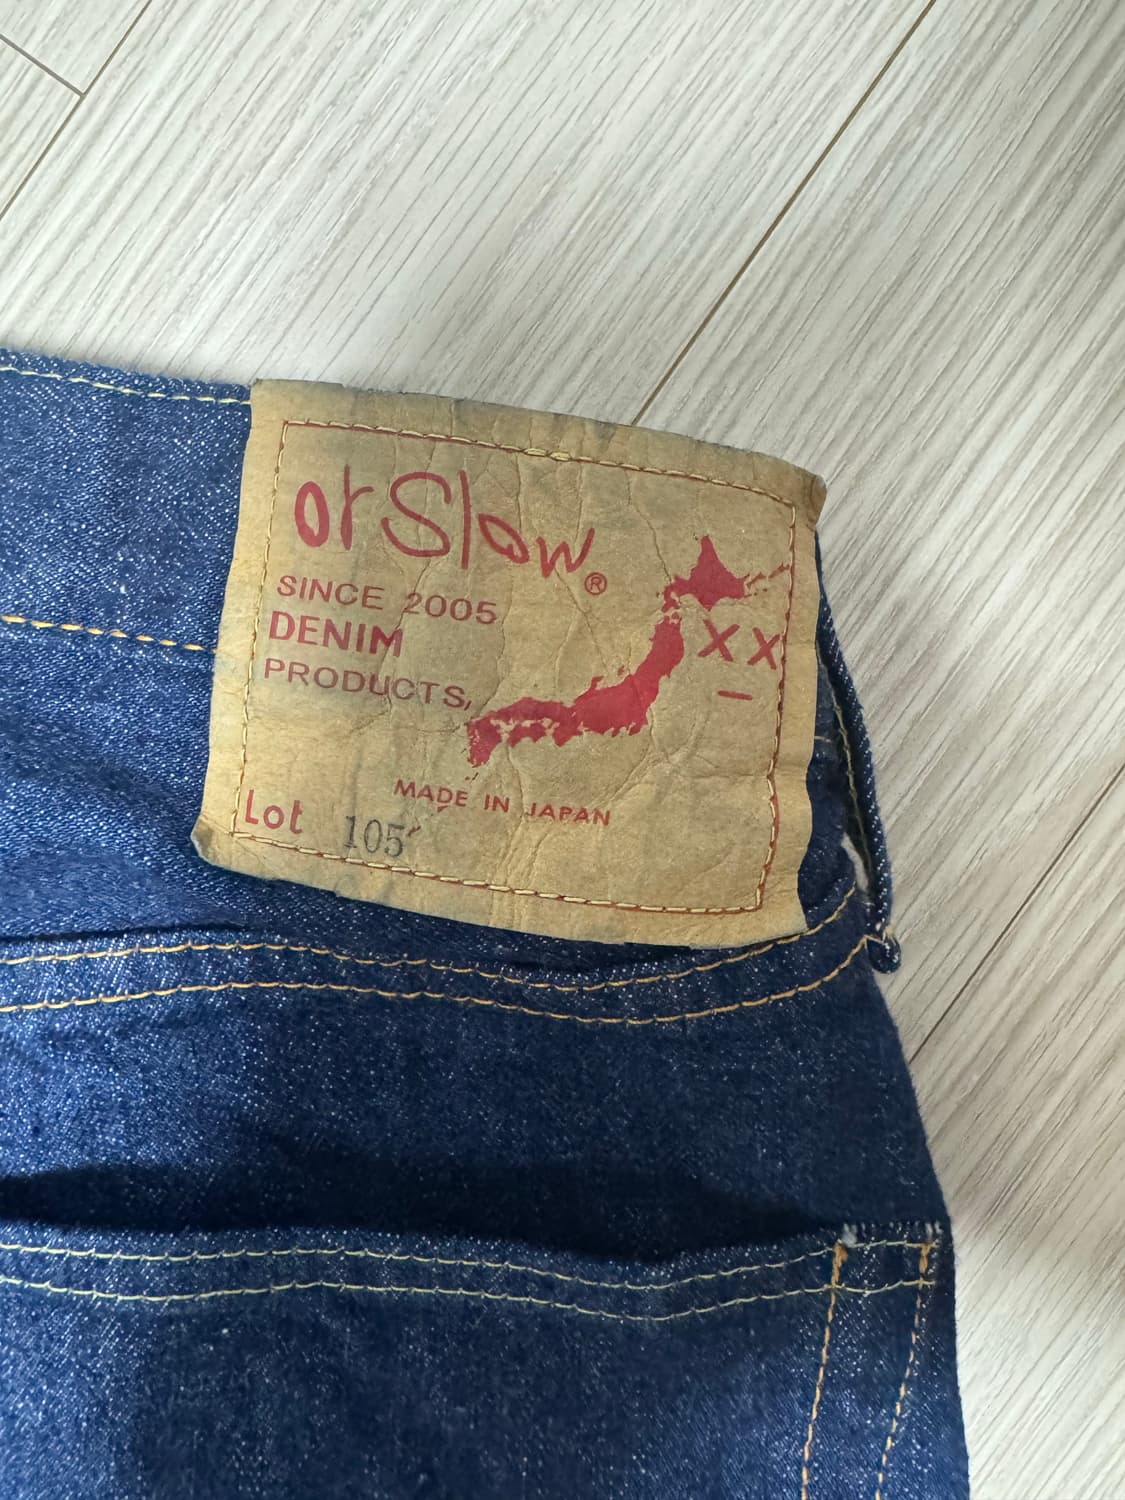 orSlow®
SINCE 2005
DENIM
PRODUCTS,
XX
MADE IN JAPAN
Lot 105